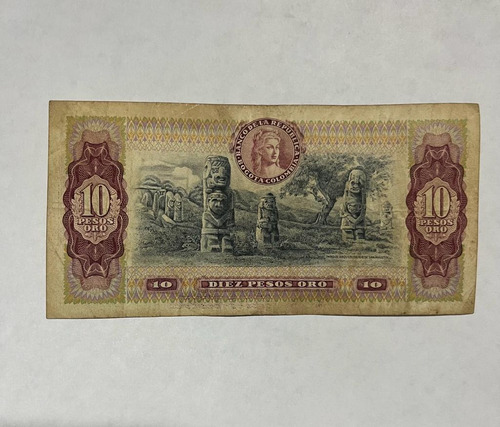 BANCO DE LA REPUBLICA
BOGOTA COLOMBIA
10
PESOS
ORO
10
PESOS
ORO
10 DIEZ PESOS ORO 10